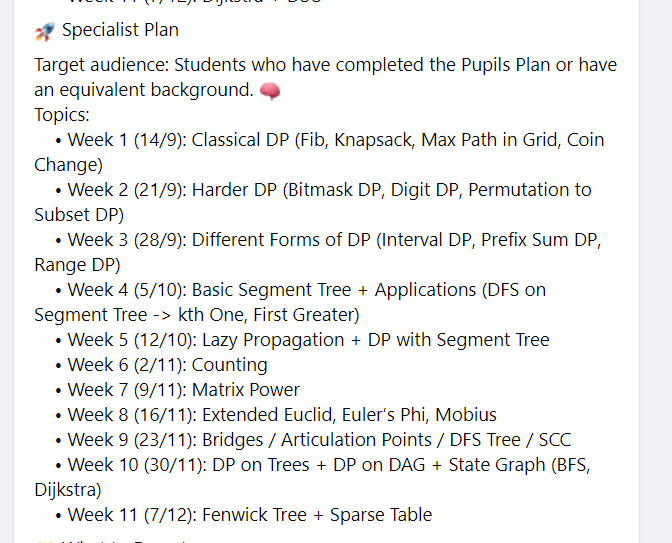 🚀 Specialist Plan
Target audience: Students who have completed the Pupils Plan or have
an equivalent background. 🧠
Topics:
• Week 1 (14/9): Classical DP (Fib, Knapsack, Max Path in Grid, Coin
Change)
• Week 2 (21/9): Harder DP (Bitmask DP, Digit DP, Permutation to
Subset DP)
• Week 3 (28/9): Different Forms of DP (Interval DP, Prefix Sum DP,
Range DP)
• Week 4 (5/10): Basic Segment Tree + Applications (DFS on
Segment Tree -> kth One, First Greater)
• Week 5 (12/10): Lazy Propagation + DP with Segment Tree
• Week 6 (2/11): Counting
• Week 7 (9/11): Matrix Power
• Week 8 (16/11): Extended Euclid, Euler’s Phi, Mobius
• Week 9 (23/11): Bridges / Articulation Points / DFS Tree / SCC
• Week 10 (30/11): DP on Trees + DP on DAG + State Graph (BFS,
Dijkstra)
• Week 11 (7/12): Fenwick Tree + Sparse Table